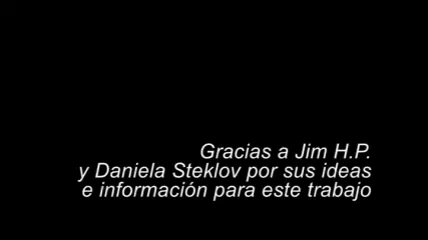 Gracias a Jim H.P.
y Daniela Steklov por sus ideas
e información para este trabajo